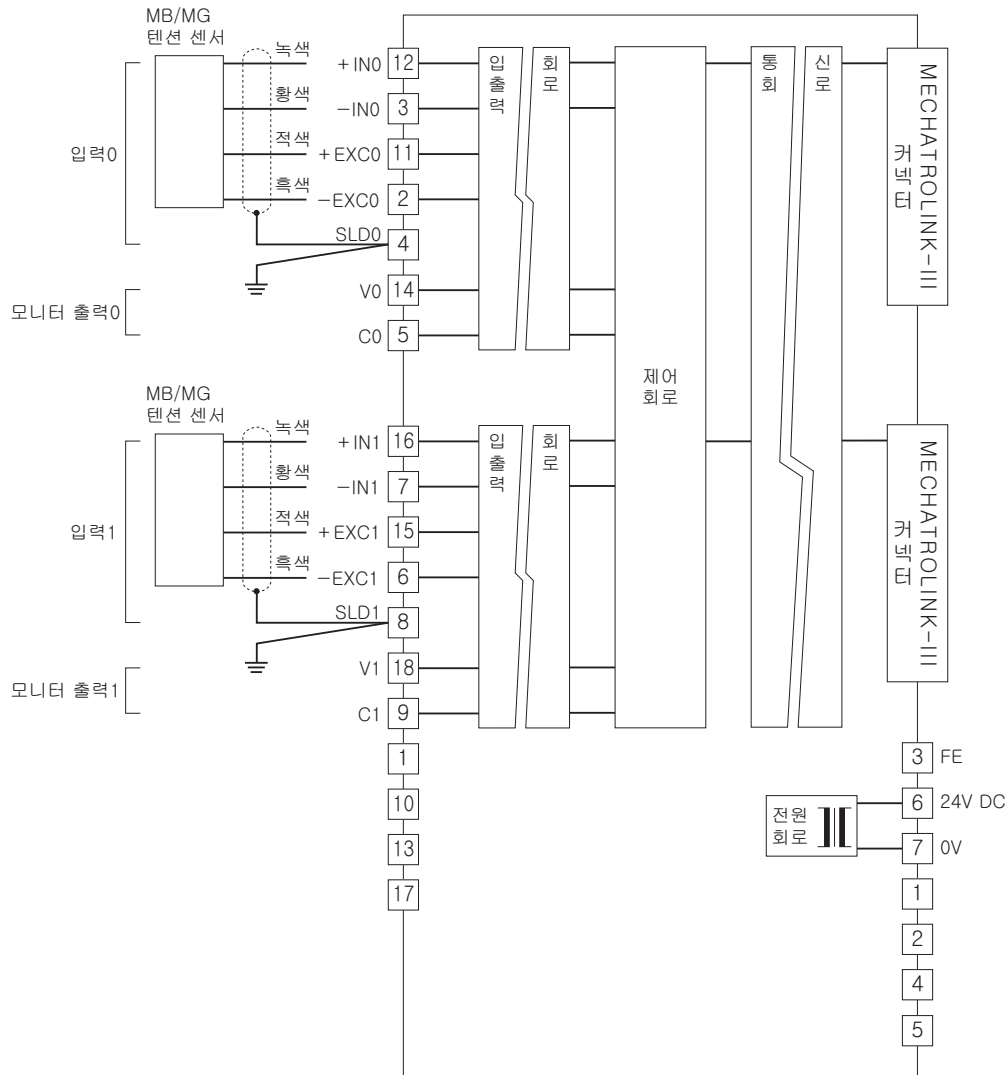 MB/MG
텐션 센서
입력0
녹색
+IN0
12
황색
−IN0
3
적색
+EXC0
11
흑색
−EXC0
2
SLD0
4
모니터 출력0
V0
14
C0
5
입출력
회로
제어
회로
통회
신로
MECHATROLINK-III
커넥터
MB/MG
텐션 센서
입력1
녹색
+IN1
16
황색
−IN1
7
적색
+EXC1
15
흑색
−EXC1
6
SLD1
8
모니터 출력1
V1
18
C1
9
입출력
회로
MECHATROLINK-III
커넥터
1
10
13
17
전원
회로
3 FE
6 24V DC
7 0V
1
2
4
5